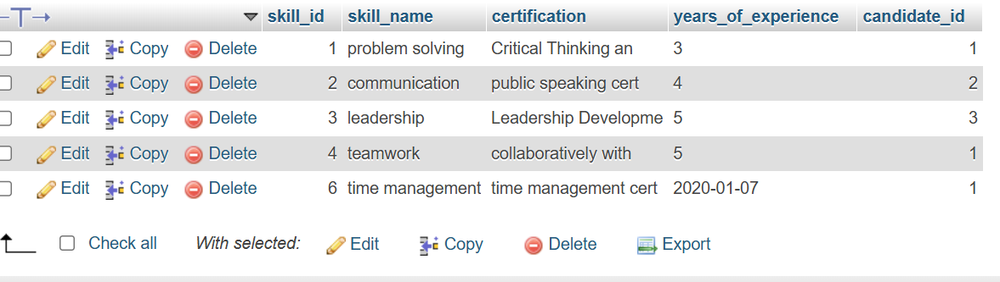 skill_id skill_name certification years_of_experience candidate_id
Edit Copy Delete 1 problem solving Critical Thinking an 3 1
Edit Copy Delete 2 communication public speaking cert 4 2
Edit Copy Delete 3 leadership Leadership Developme 5 3
Edit Copy Delete 4 teamwork collaboratively with 5 1
Edit Copy Delete 6 time management time management cert 2020-01-07 1
Check all With selected: Edit Copy Delete Export